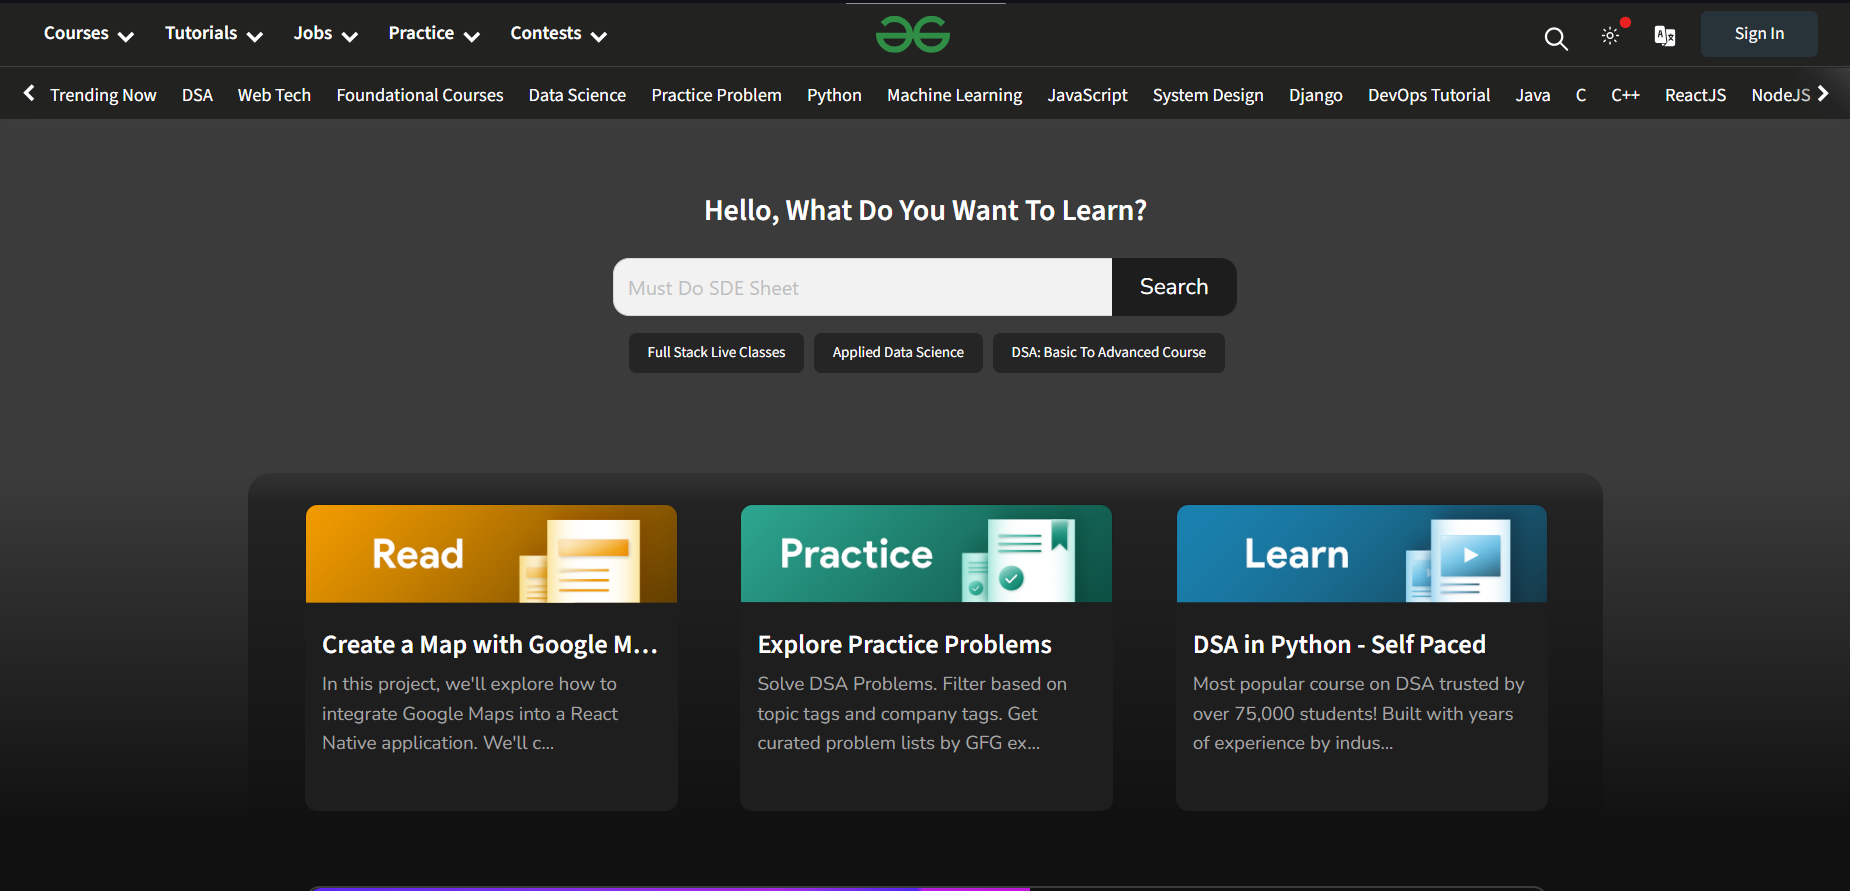 Courses Tutorials Jobs Practice Contests Sign In
Trending Now DSA Web Tech Foundational Courses Data Science Practice Problem Python Machine Learning JavaScript System Design Django DevOps Tutorial Java C C++ ReactJS NodeJS
Hello, What Do You Want To Learn?
Must Do SDE Sheet Search
Full Stack Live Classes Applied Data Science DSA: Basic To Advanced Course
Read
Create a Map with Google M...
In this project, we'll explore how to
integrate Google Maps into a React
Native application. We'll c...
Practice
Explore Practice Problems
Solve DSA Problems. Filter based on
topic tags and company tags. Get
curated problem lists by GFG ex...
Learn
DSA in Python - Self Paced
Most popular course on DSA trusted by
over 75,000 students! Built with years
of experience by indus...